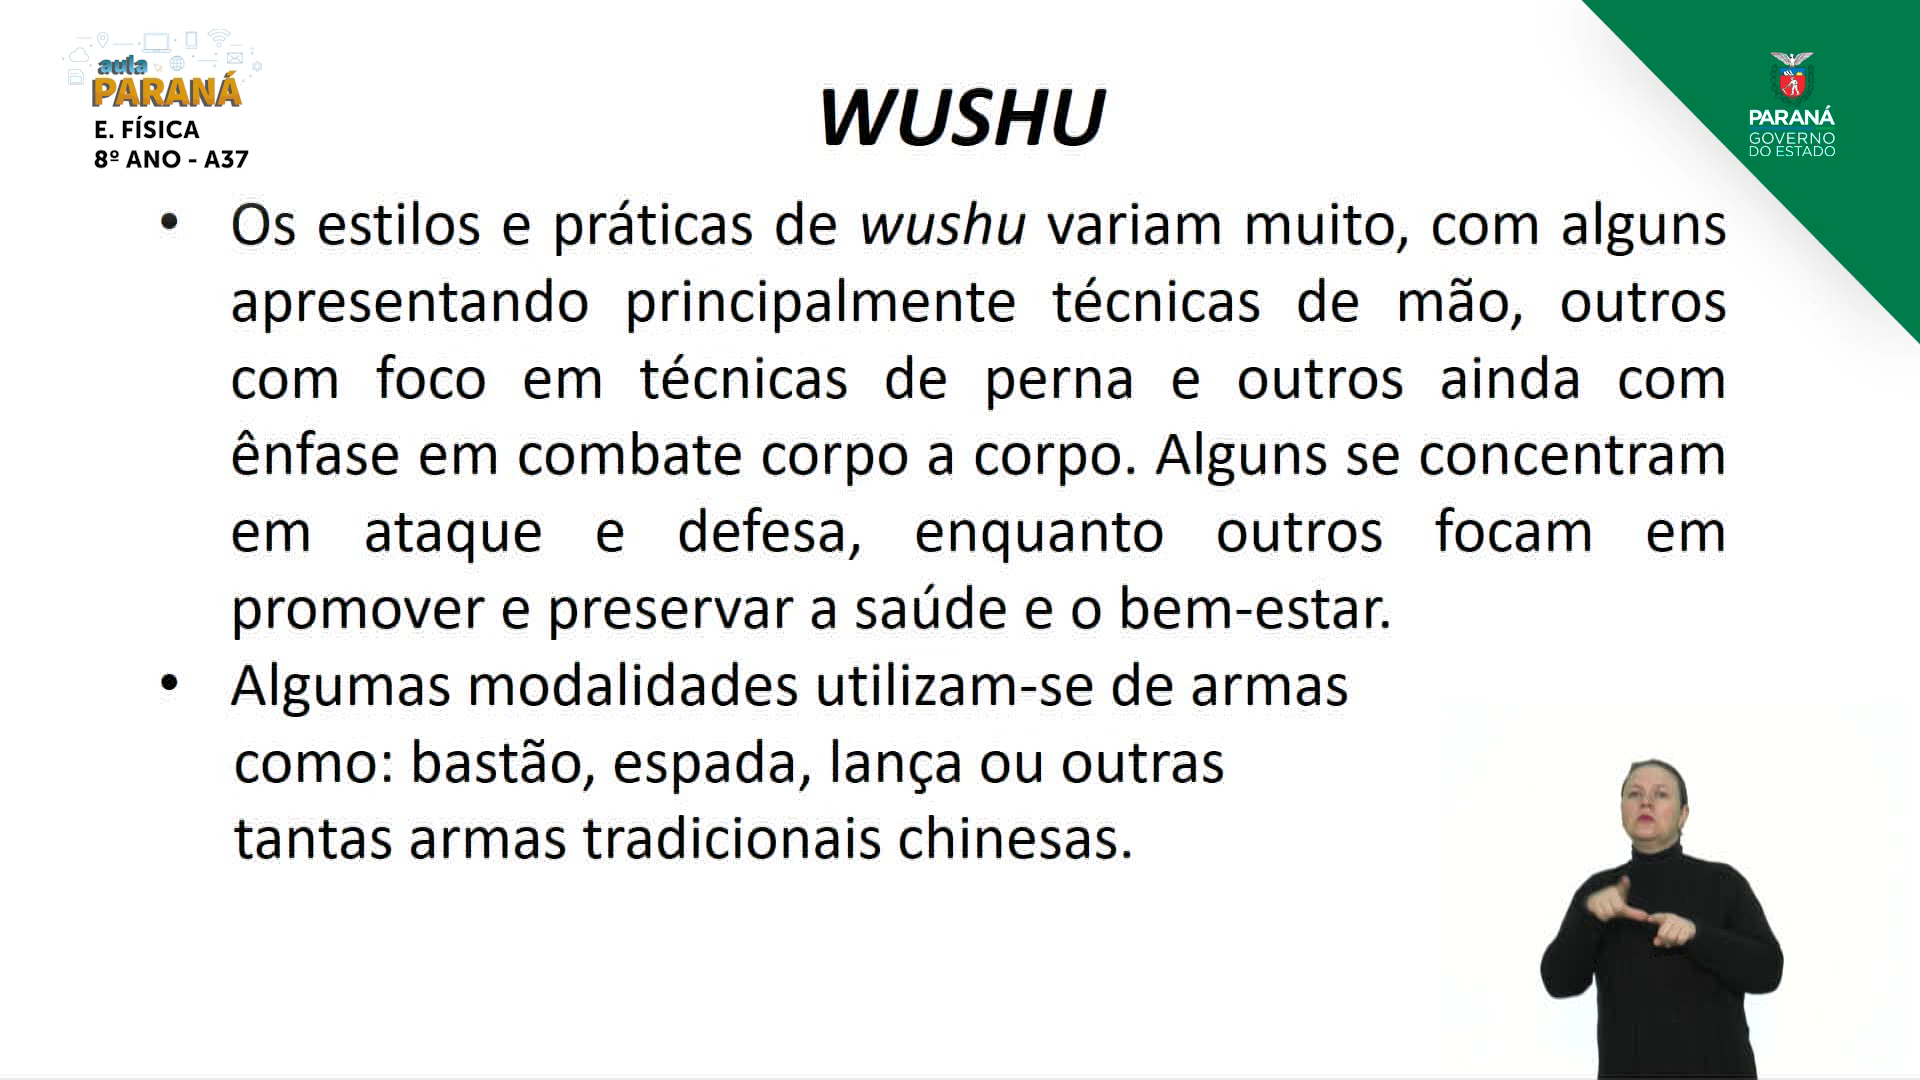 aula
PARANÁ
E. FÍSICA
8º ANO - A37
WUSHU
PARANÁ
GOVERNO
DO ESTADO
• Os estilos e práticas de wushu variam muito, com alguns
apresentando principalmente técnicas de mão, outros
com foco em técnicas de perna e outros ainda com
ênfase em combate corpo a corpo. Alguns se concentram
em ataque e defesa, enquanto outros focam em
promover e preservar a saúde e o bem-estar.
• Algumas modalidades utilizam-se de armas
como: bastão, espada, lança ou outras
tantas armas tradicionais chinesas.